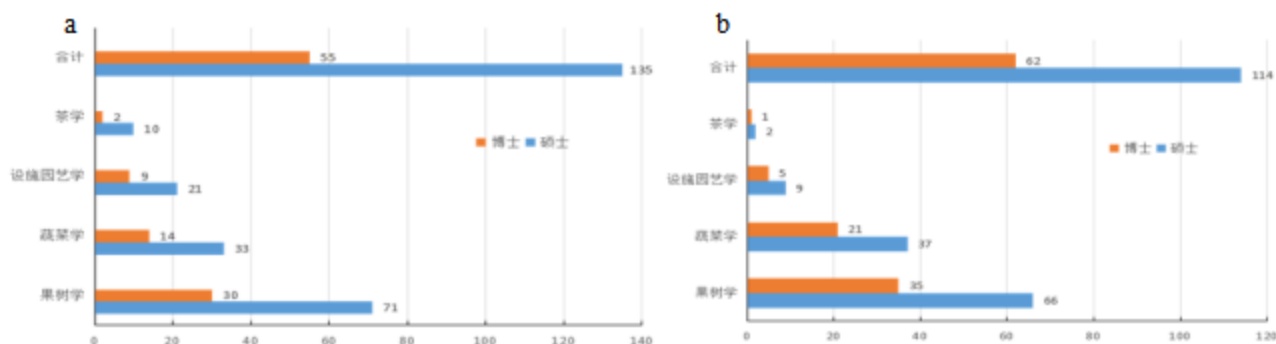 a
合计
55
135
茶学
2
10
博士 硕士
设施园艺学
9
21
蔬菜学
14
33
果树学
30
71
0 20 40 60 80 100 120 140
b
合计
62
114
茶学
1
2
博士 硕士
设施园艺学
5
9
蔬菜学
21
37
果树学
35
66
0 20 40 60 80 100 120